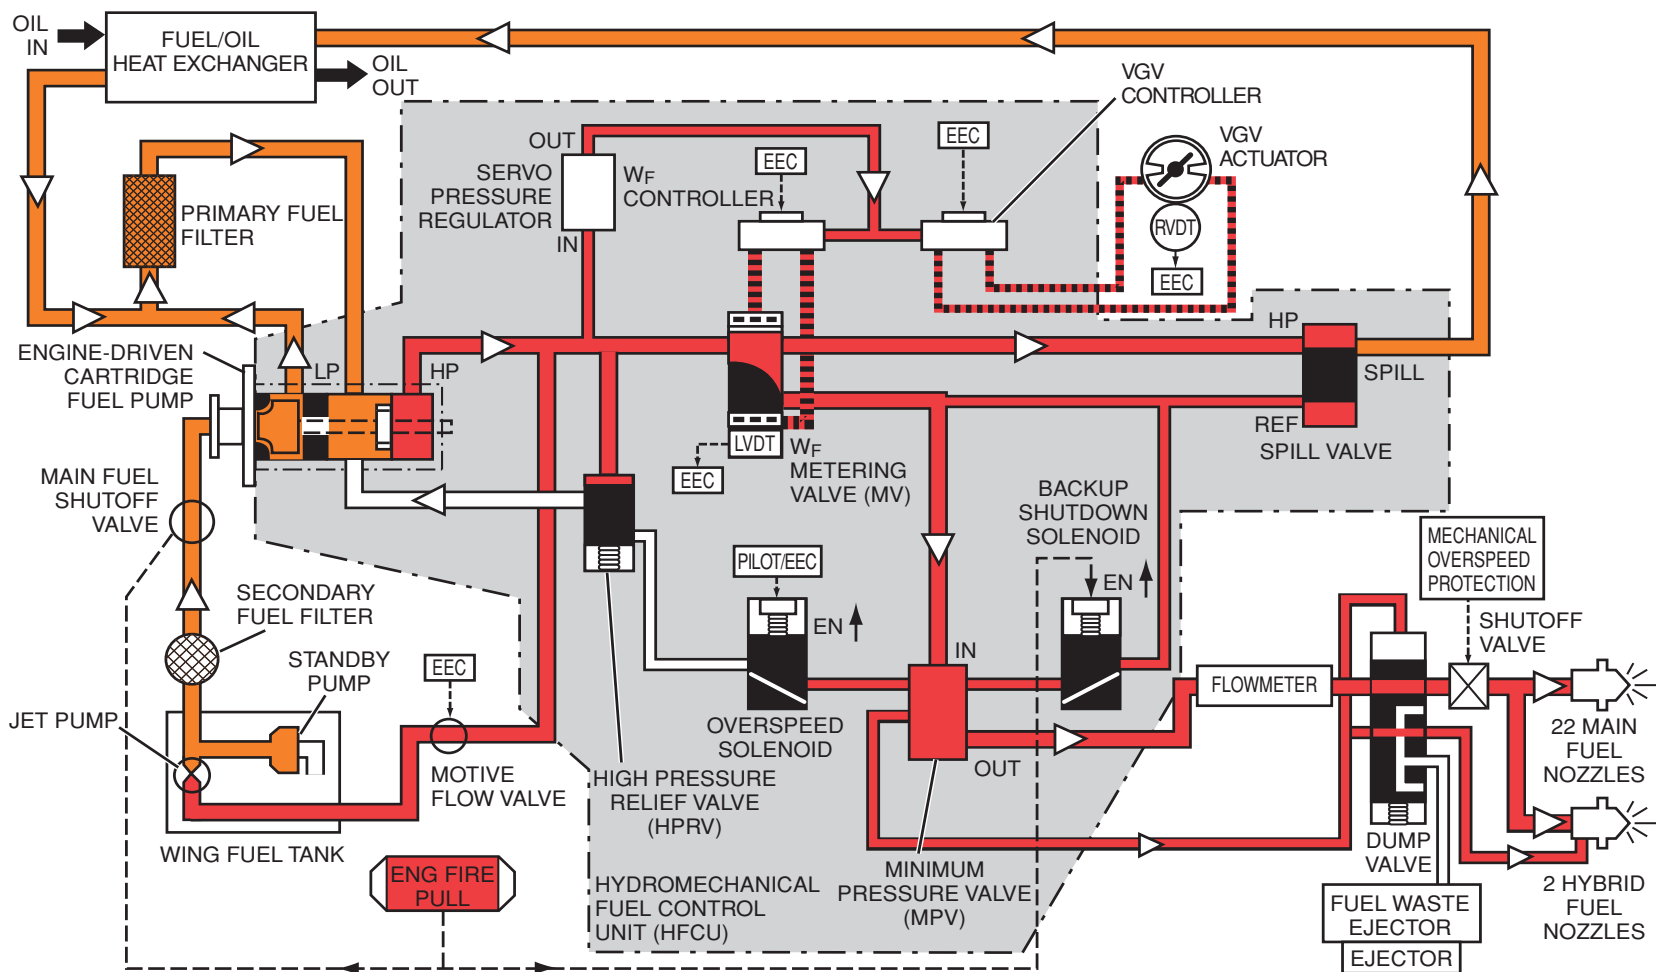 OIL
IN
FUEL/OIL
HEAT EXCHANGER
OIL
OUT
VGV
CONTROLLER
OUT
SERVO
PRESSURE
REGULATOR
IN
WF
CONTROLLER
EEC
EEC
VGV
ACTUATOR
RVDT
EEC
PRIMARY FUEL
FILTER
ENGINE-DRIVEN
CARTRIDGE
FUEL PUMP
LP
HP
HP
SPILL
REF
SPILL VALVE
LVDT
EEC
WF
METERING
VALVE (MV)
MAIN FUEL
SHUTOFF
VALVE
BACKUP
SHUTDOWN
SOLENOID
EN
MECHANICAL
OVERSPEED
PROTECTION
SHUTOFF
VALVE
PILOT/EEC
EN
OVERSPEED
SOLENOID
IN
OUT
SECONDARY
FUEL FILTER
STANDBY
PUMP
JET PUMP
EEC
MOTIVE
FLOW VALVE
WING FUEL TANK
HIGH PRESSURE
RELIEF VALVE
(HPRV)
FLOWMETER
22 MAIN
FUEL
NOZZLES
DUMP
VALVE
2 HYBRID
FUEL
NOZZLES
FUEL WASTE
EJECTOR
EJECTOR
MINIMUM
PRESSURE VALVE
(MPV)
ENG FIRE
PULL
HYDROMECHANICAL
FUEL CONTROL
UNIT (HFCU)